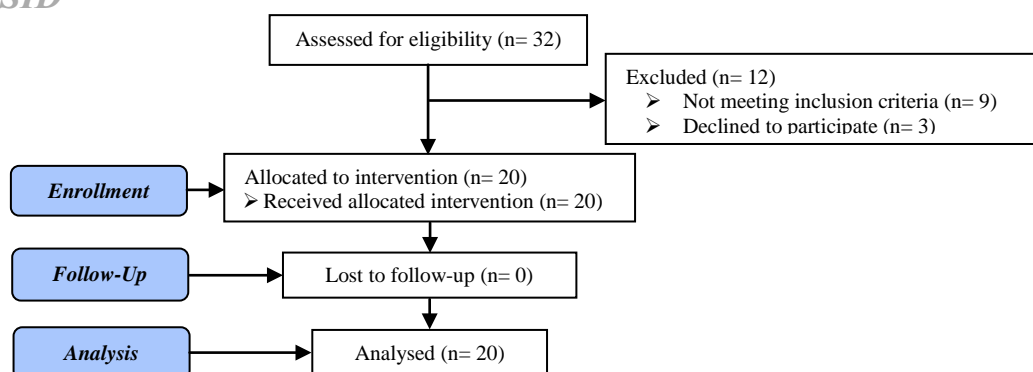 SID
Assessed for eligibility (n= 32)
Excluded (n= 12)
➢ Not meeting inclusion criteria (n= 9)
➢ Declined to participate (n= 3)
Enrollment
Allocated to intervention (n= 20)
➢ Received allocated intervention (n= 20)
Follow-Up
Lost to follow-up (n= 0)
Analysis
Analysed (n= 20)